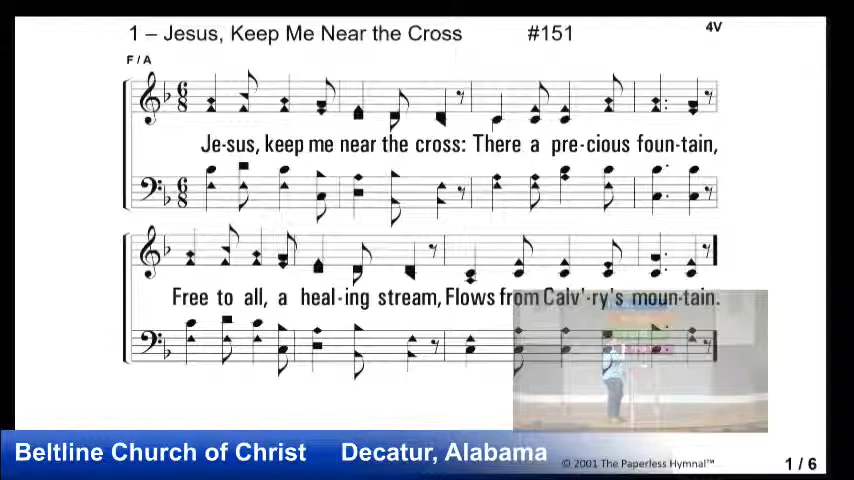 1 – Jesus, Keep Me Near the Cross #151 4V
F / A
Je-sus, keep me near the cross: There a pre-cious foun-tain,
Free to all, a heal-ing stream, Flows from Calv'-ry's moun-tain.
Beltline Church of Christ Decatur, Alabama
© 2001 The Paperless Hymnal™ 1 / 6